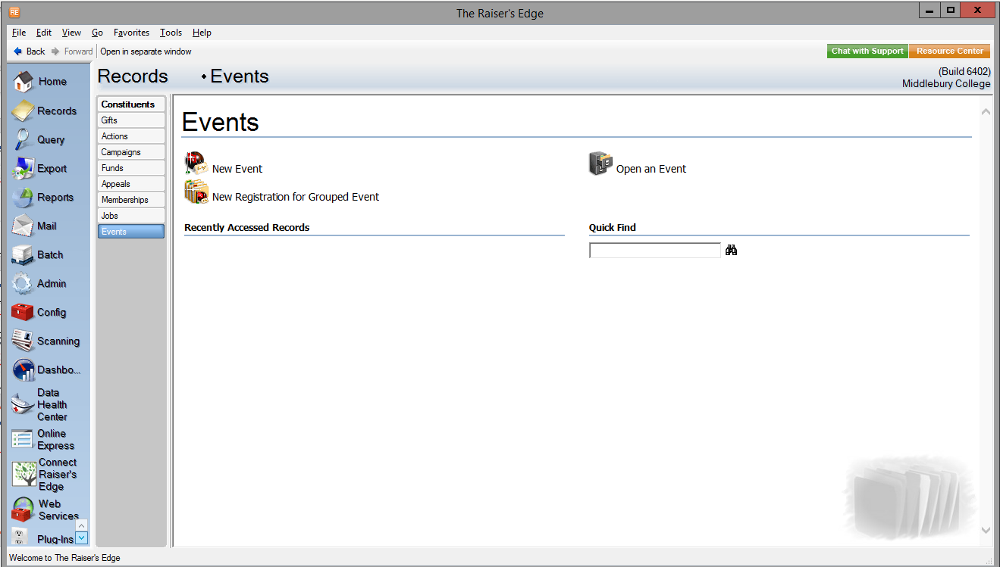 RE
The Raiser's Edge
File Edit View Go Favorites Tools Help
Back Forward Open in separate window
Chat with Support Resource Center
Records • Events
(Build 6402)
Middlebury College
Home
Records
Query
Export
Reports
Mail
Batch
Admin
Config
Scanning
Dashbo...
Data
Health
Center
Online
Express
Connect
Raiser's
Edge
Web
Services
Plug-Ins
Constituents
Gifts
Actions
Campaigns
Funds
Appeals
Memberships
Jobs
Events
Events
New Event
Open an Event
New Registration for Grouped Event
Recently Accessed Records
Quick Find
Welcome to The Raiser's Edge